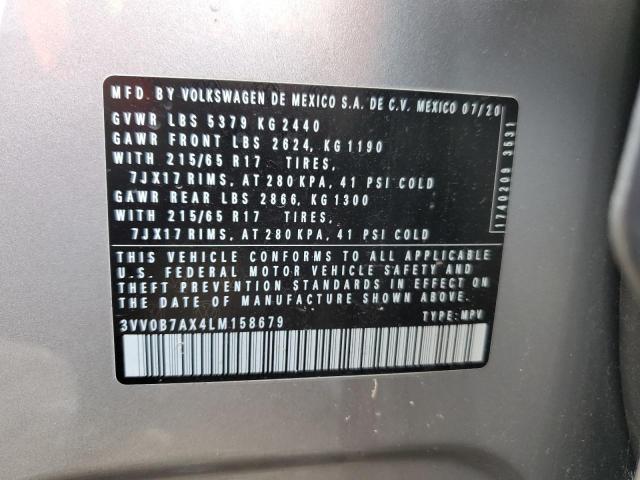 MFD. BY VOLKSWAGEN DE MEXICO S.A. DE C.V. MEXICO 07/20
GVWR LBS 5379 KG 2440
GAWR FRONT LBS 2624, KG 1190
WITH 215/65 R17 TIRES,
7JX17 RIMS, AT 280 KPA, 41 PSI COLD
GAWR REAR LBS 2866, KG 1300
WITH 215/65 R17 TIRES,
7JX17 RIMS, AT 280 KPA, 41 PSI COLD
THIS VEHICLE CONFORMS TO ALL APPLICABLE
U.S. FEDERAL MOTOR VEHICLE SAFETY AND
THEFT PREVENTION STANDARDS IN EFFECT ON
THE DATE OF MANUFACTURE SHOWN ABOVE.
3VV0B7AX4LM158679 TYPE: MPV
1740209 3531